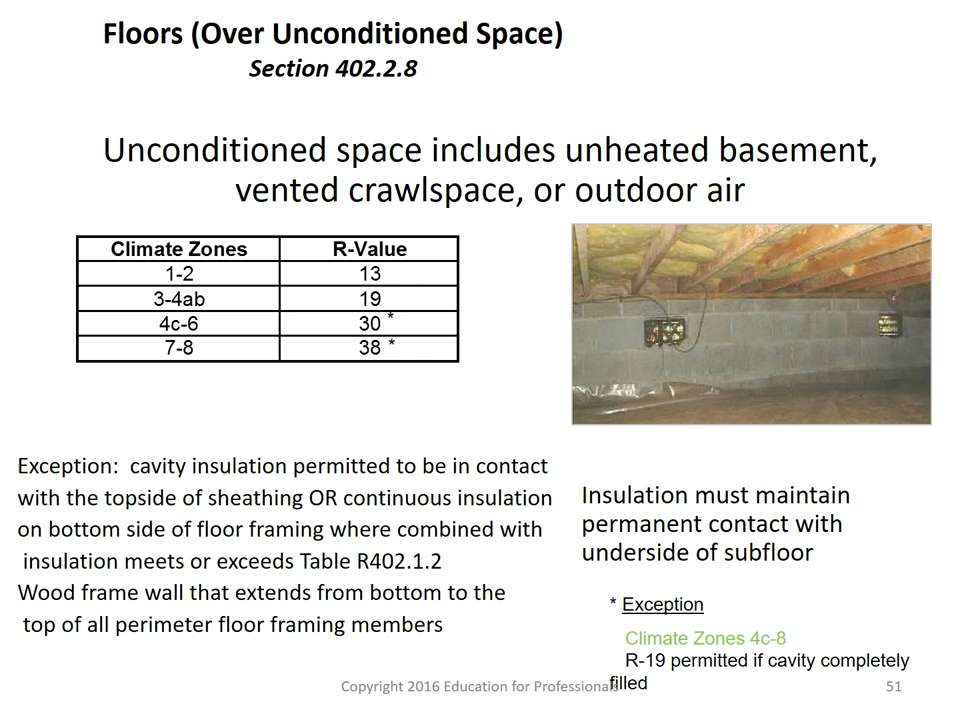 Floors (Over Unconditioned Space)
Section 402.2.8
Unconditioned space includes unheated basement,
vented crawlspace, or outdoor air
Climate Zones R-Value
1-2 13
3-4ab 19
4c-6 30 *
7-8 38 *
Exception: cavity insulation permitted to be in contact
with the topside of sheathing OR continuous insulation
on bottom side of floor framing where combined with
insulation meets or exceeds Table R402.1.2
Wood frame wall that extends from bottom to the
top of all perimeter floor framing members
Insulation must maintain
permanent contact with
underside of subfloor
* Exception
Climate Zones 4c-8
R-19 permitted if cavity completely
filled
Copyright 2016 Education for Professionals
51